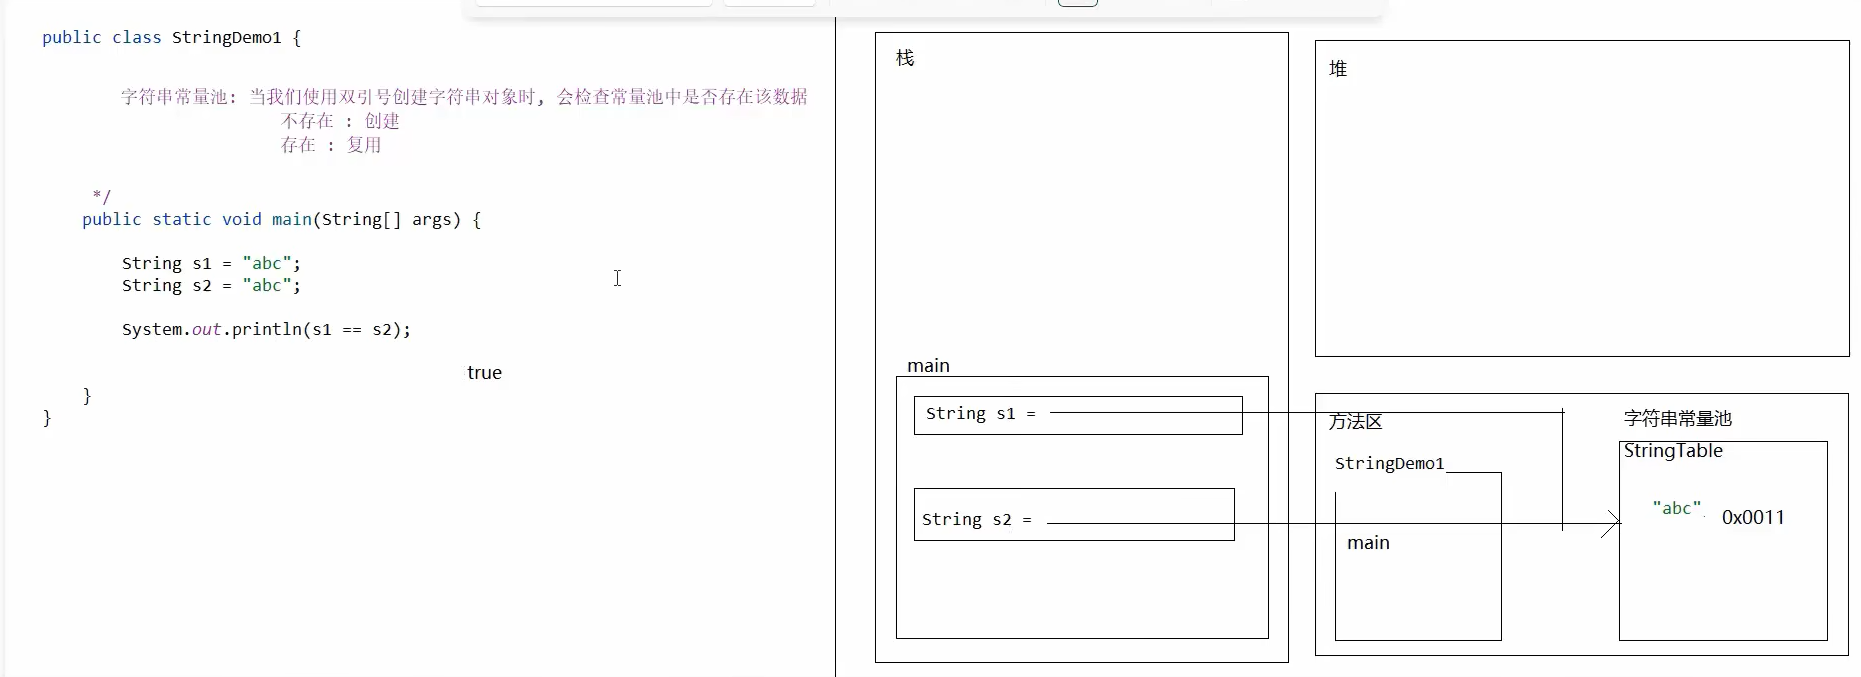 public class StringDemo1 {
字符串常量池: 当我们使用双引号创建字符串对象时, 会检查常量池中是否存在该数据
不存在 : 创建
存在 : 复用
*/
public static void main(String[] args) {
String s1 = "abc";
String s2 = "abc";
System.out.println(s1 == s2);
true
}
}
栈
main
String s1 =
String s2 =
堆
方法区
StringDemo1
main
字符串常量池
StringTable
"abc" 0x0011